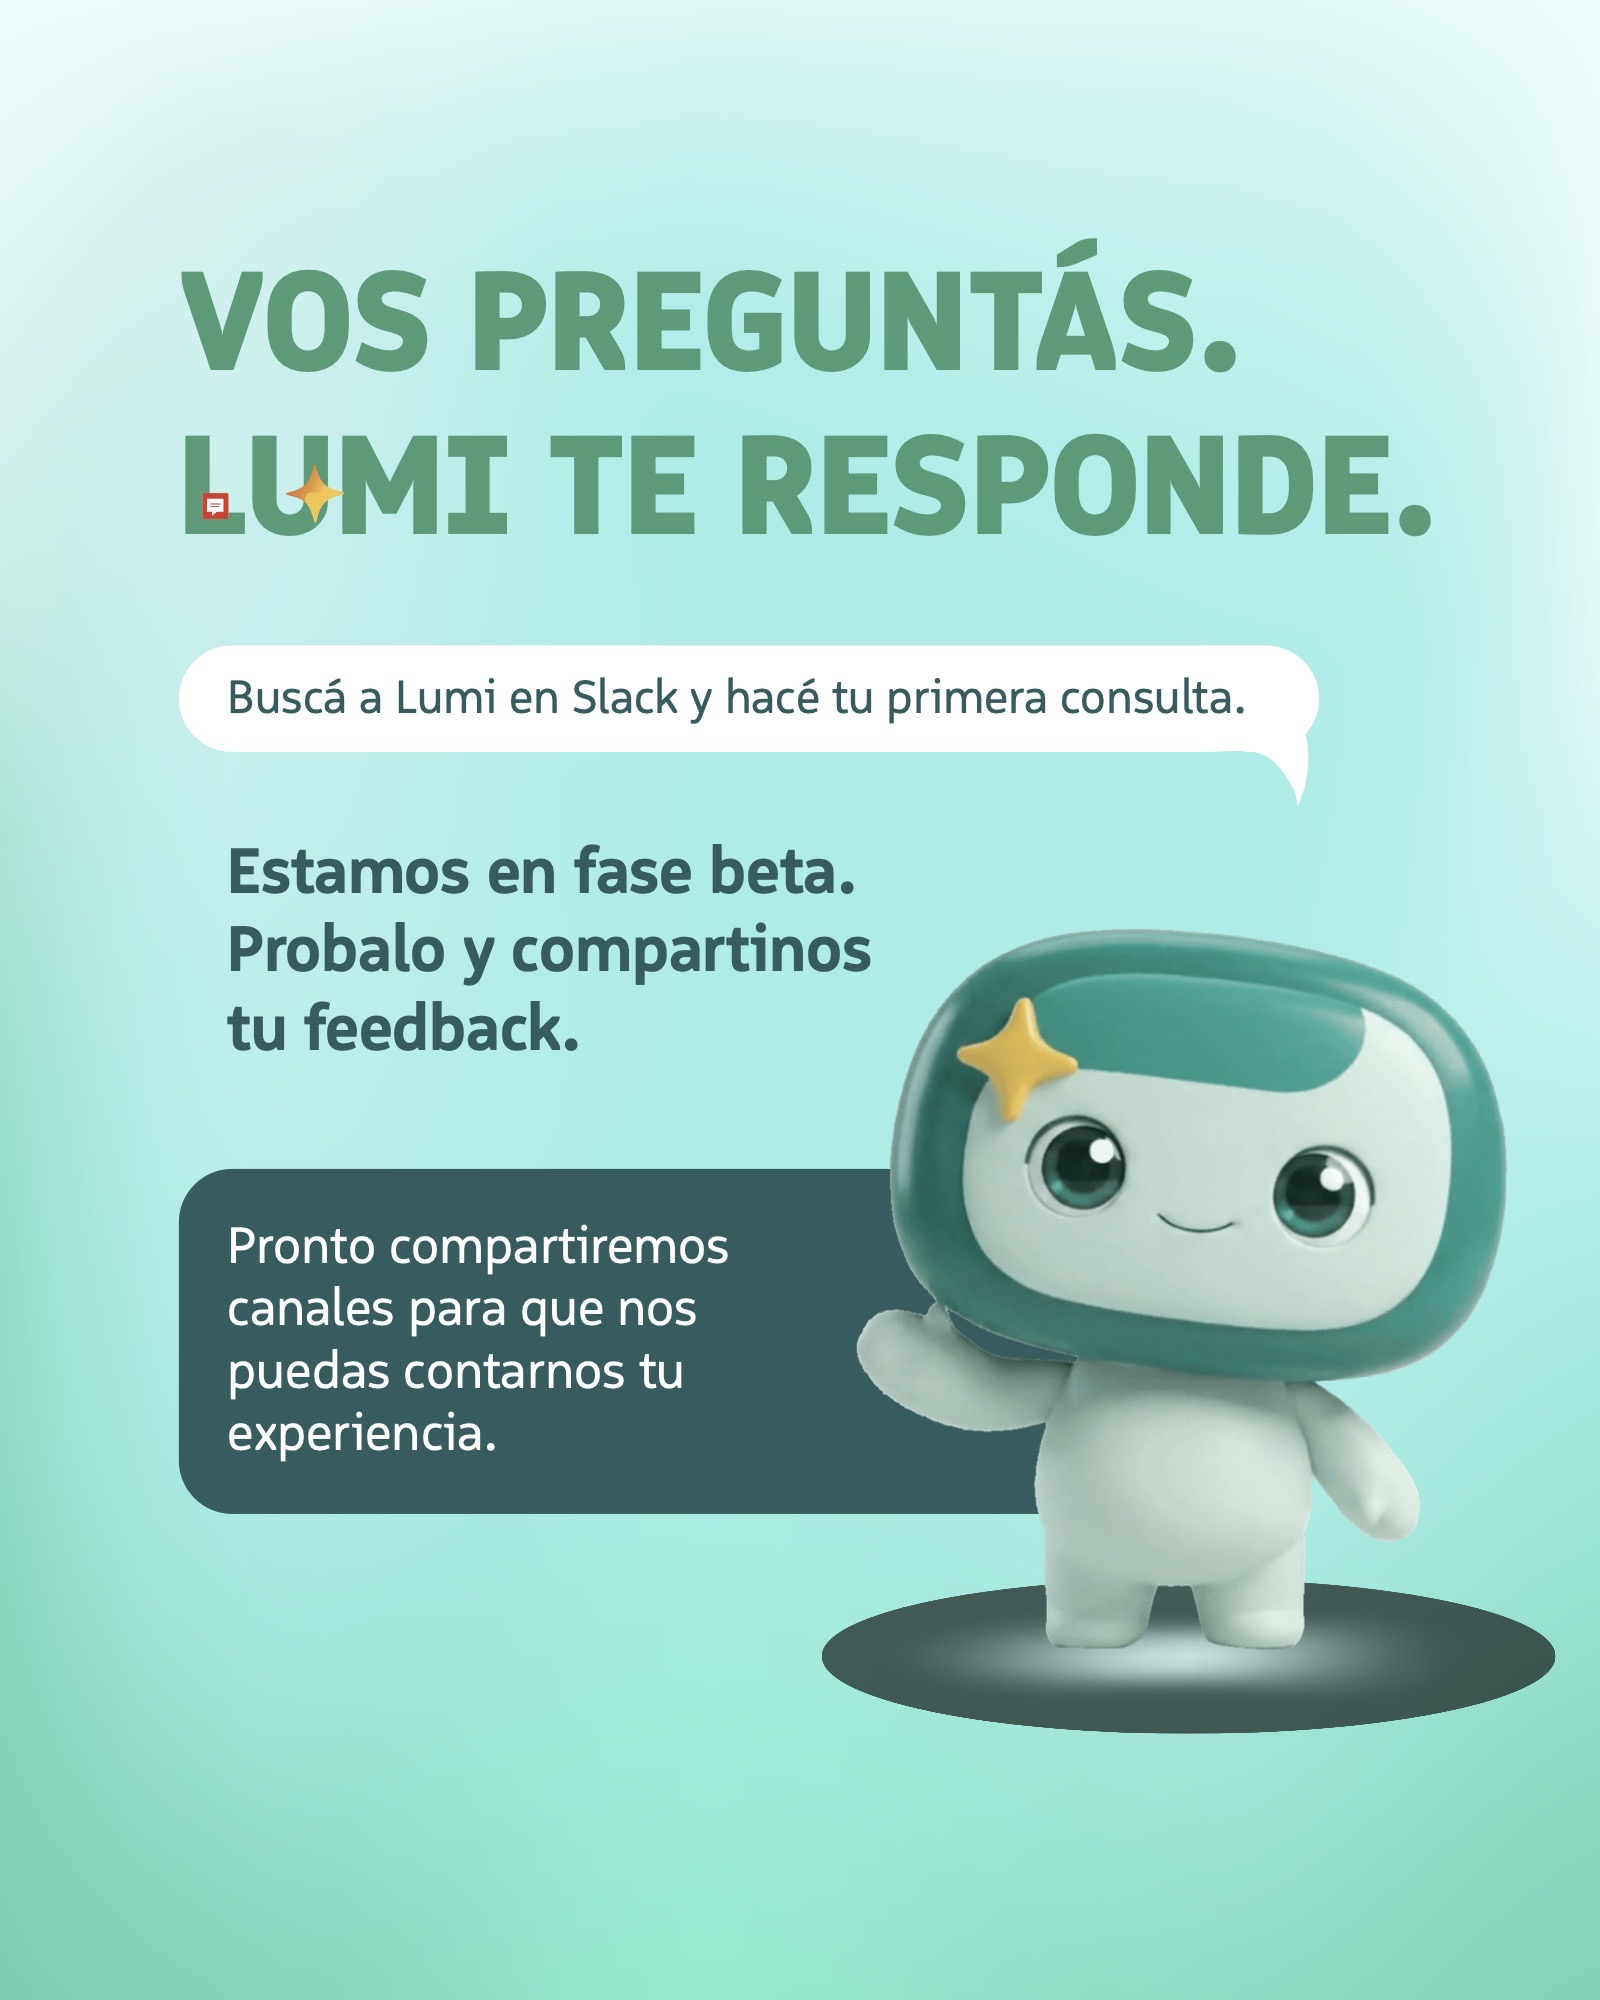 VOS PREGUNTÁS.
LUMI TE RESPONDE.
Buscá a Lumi en Slack y hacé tu primera consulta.
Estamos en fase beta.
Probalo y compartinos
tu feedback.
Pronto compartiremos
canales para que nos
puedas contarnos tu
experiencia.